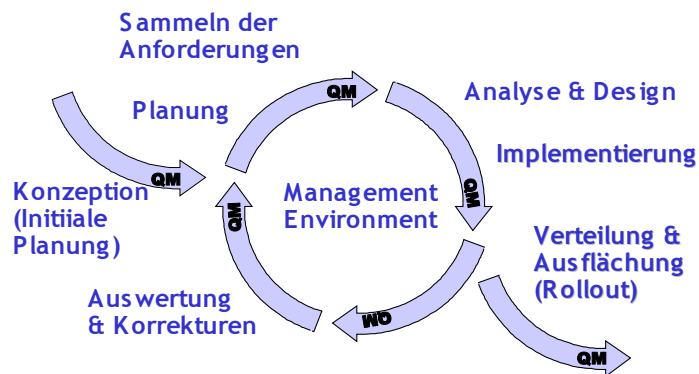 Sammeln der
Anforderungen
QM
Analyse & Design
Planung
Implementierung
QM
Konzeption
(Initiiale
Planung)
QM
Management
Environment
QM
Verteilung &
Ausflächung
(Rollout)
Auswertung
& Korrekturen
QM
QM